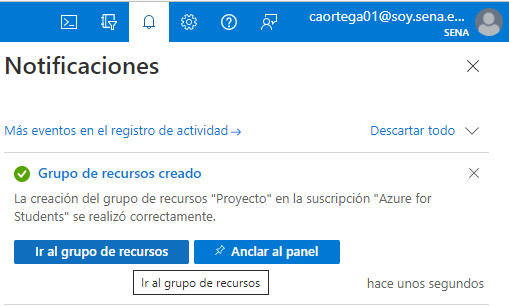 caortega01@soy.sena.e...
SENA
Notificaciones
Más eventos en el registro de actividad →
Descartar todo
Grupo de recursos creado
La creación del grupo de recursos "Proyecto" en la suscripción "Azure for
Students" se realizó correctamente.
Ir al grupo de recursos
Anclar al panel
Ir al grupo de recursos
hace unos segundos